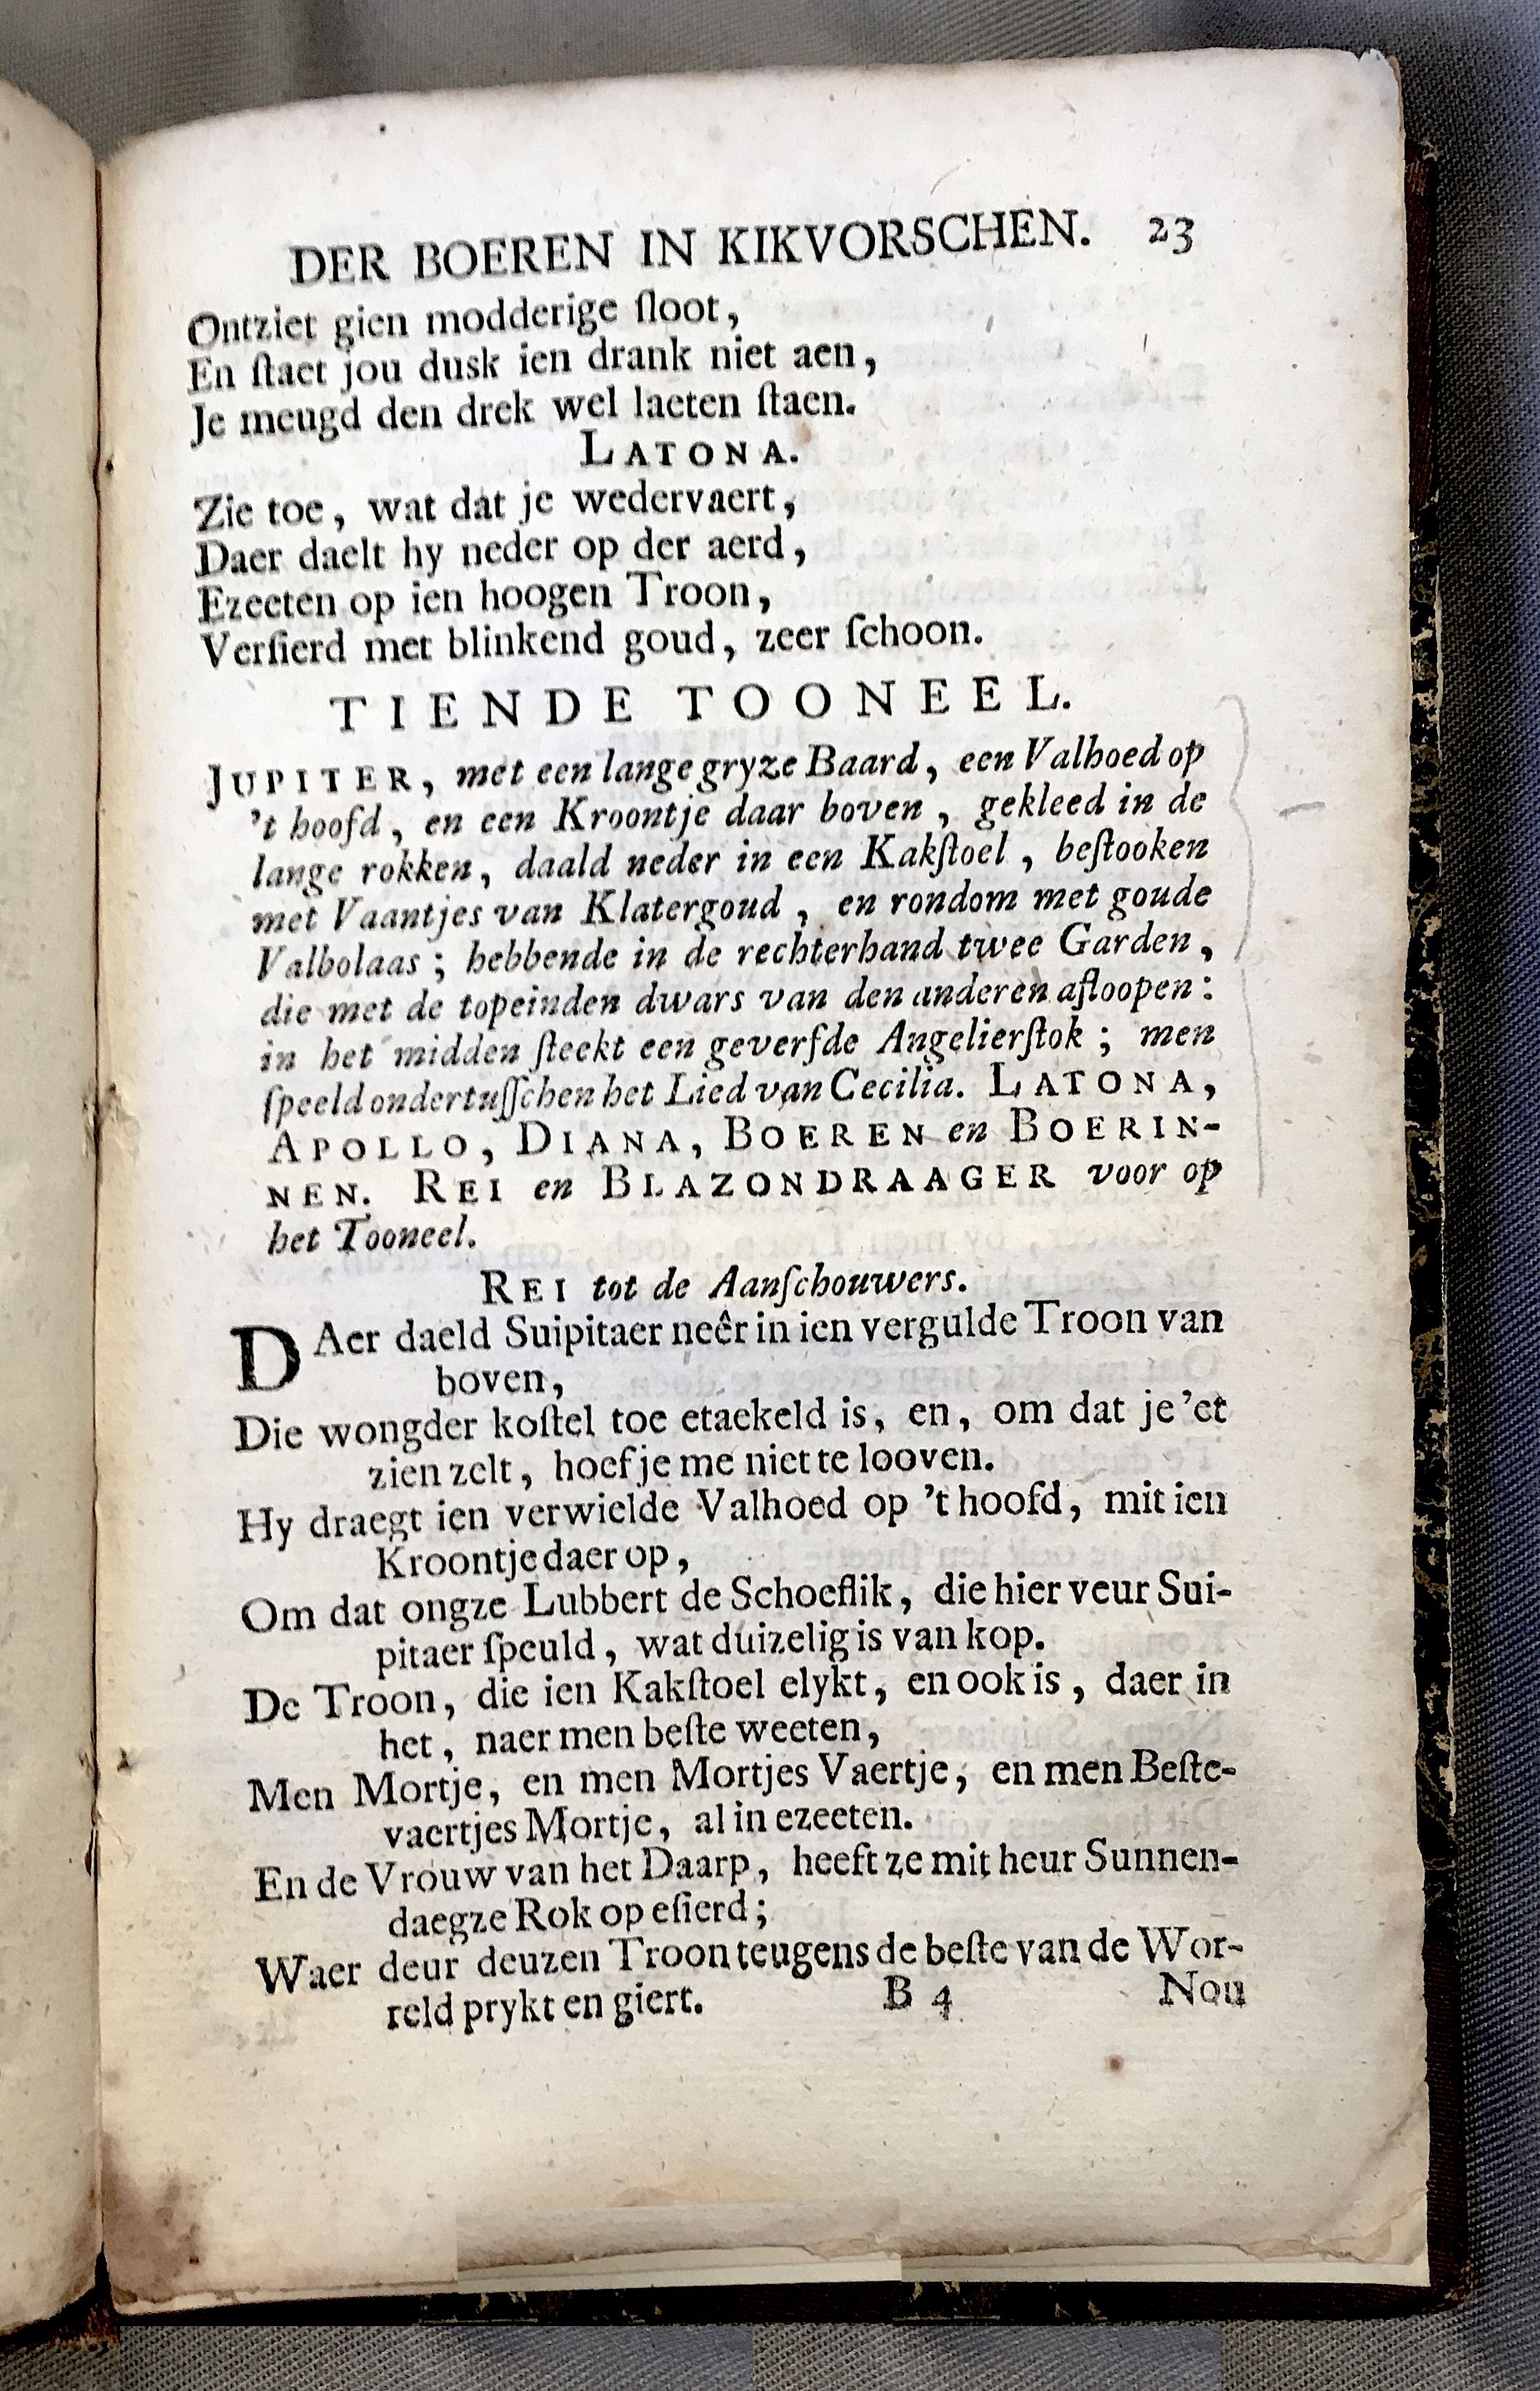 DER BOEREN IN KIKVORSCHEN. 23
Ontziet gien modderige ſloot,
En ſtaet jou dusk ien drank niet aen,
Je meugd den drek wel laeten ſtaen.
LATONA.
Zie toe, wat dat je wedervaert,
Daer daelt hy neder op der aerd,
Ezeeten op ien hoogen Troon,
Verſierd met blinkend goud, zeer ſchoon.
TIENDE TOONEEL.
JUPITER, met een lange gryze Baard, een Valhoed op
't hoofd, en een Kroontje daar boven, gekleed in de
lange rokken, daald neder in een Kakſtoel, beſtooken
met Vaantjes van Klatergoud, en rondom met goude
Valbolaas; hebbende in de rechterhand twee Garden,
die met de topeinden dwars van den anderen afloopen:
in het midden ſteekt een geverfde Angelierſtok; men
ſpeeld ondertuſſchen het Lied van Cecilia. LATONA,
APOLLO, DIANA, BOEREN en BOERIN-
NEN. REI en BLAZONDRAAGER voor op
het Tooneel.
REI tot de Aanſchouwers.
DAer daeld Suipitaer neêr in ien vergulde Troon van
boven,
Die wongder koſtel toe etaekeld is, en, om dat je 'et
zien zelt, hoef je me niet te looven.
Hy draegt ien verwielde Valhoed op 't hoofd, mit ien
Kroontje daer op,
Om dat ongze Lubbert de Schoeflik, die hier veur Sui-
pitaer ſpeuld, wat duizelig is van kop.
De Troon, die ien Kakſtoel elykt, en ook is, daer in
het, naer men beſte weeten,
Men Mortje, en men Mortjes Vaertje, en men Beſte-
vaertjes Mortje, al in ezeeten.
En de Vrouw van het Daarp, heeft ze mit heur Sunnen-
daegze Rok op eſierd;
Waer deur deuzen Troon teugens de beſte van de Wor-
reld prykt en giert. B 4 Nou